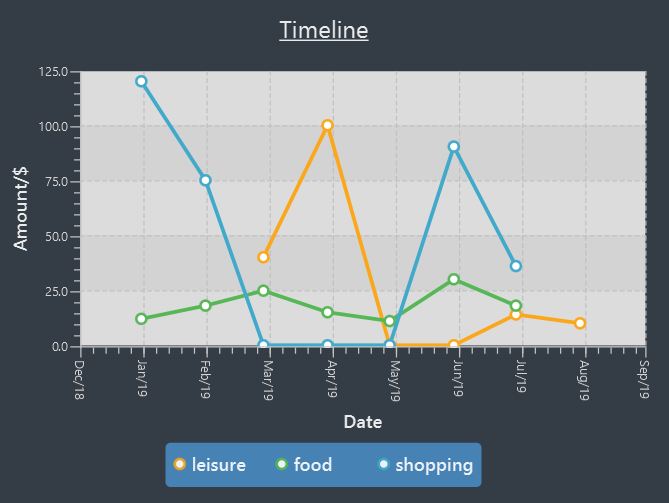 Timeline
125.0
100.0
75.0
50.0
25.0
0.0
Amount/$
Dec/18
Jan/19
Feb/19
Mar/19
Apr/19
May/19
Jun/19
Jul/19
Aug/19
Sep/19
Date
leisure food shopping